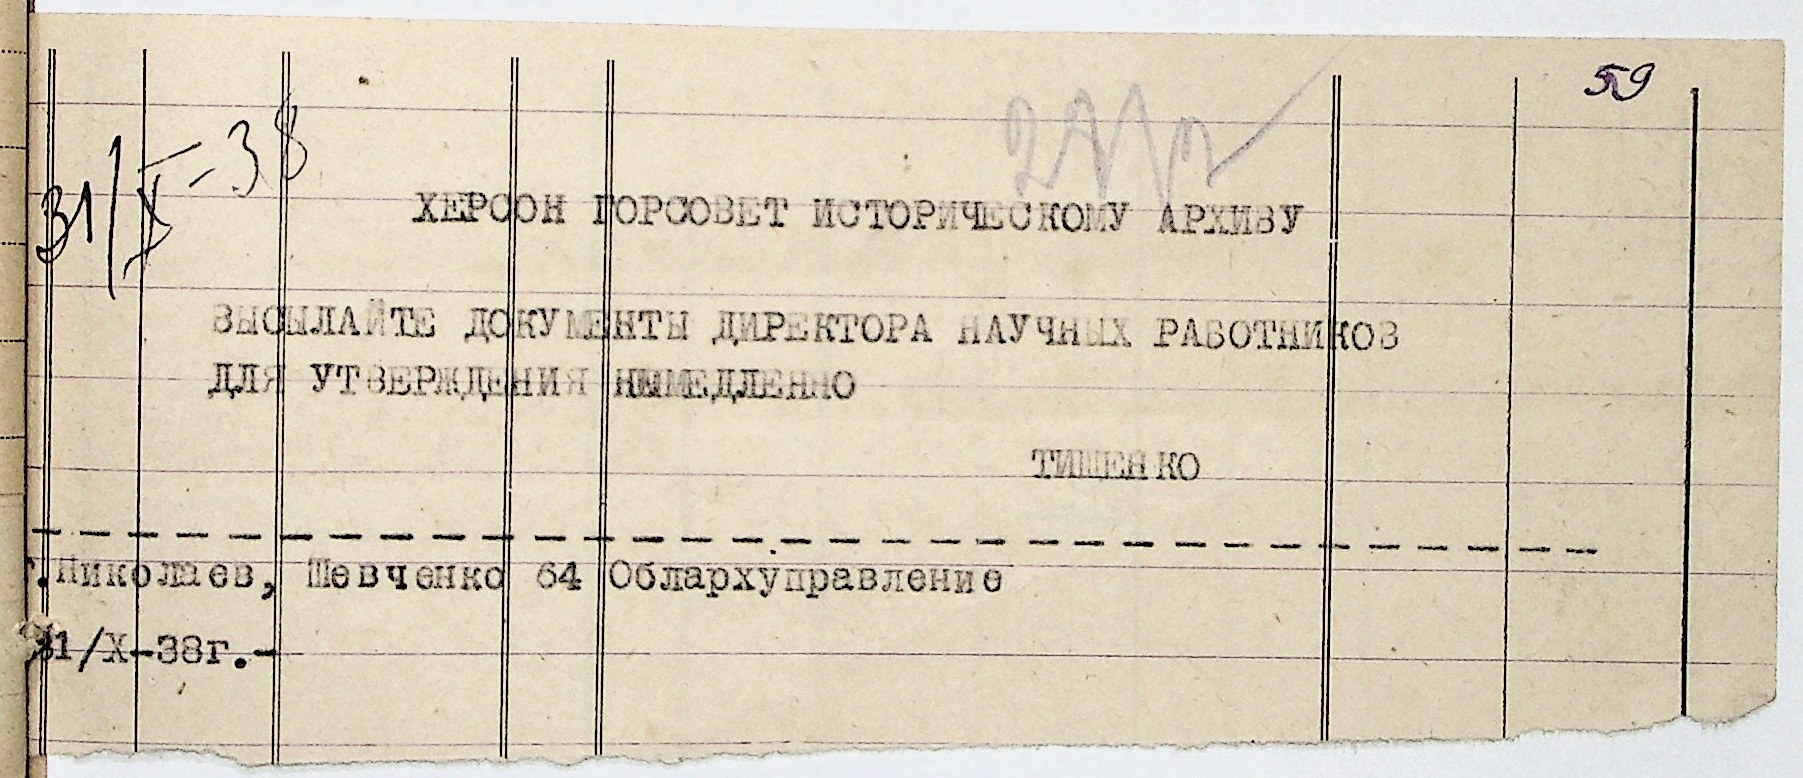 59
31/X-38
ХЕРСОН ГОРСОВЕТ ИСТОРИЧЕСКОМУ АРХИВУ
ВЫСЫЛАЙТЕ ДОКУМЕНТЫ ДИРЕКТОРА НАУЧНЫХ РАБОТНИКОВ
ДЛЯ УТВЕРЖДЕНИЯ НЕМЕДЛЕННО
ТИЩЕНКО
г.Николаев, Шевченко 64 Облархуправление
31/X-38г.-